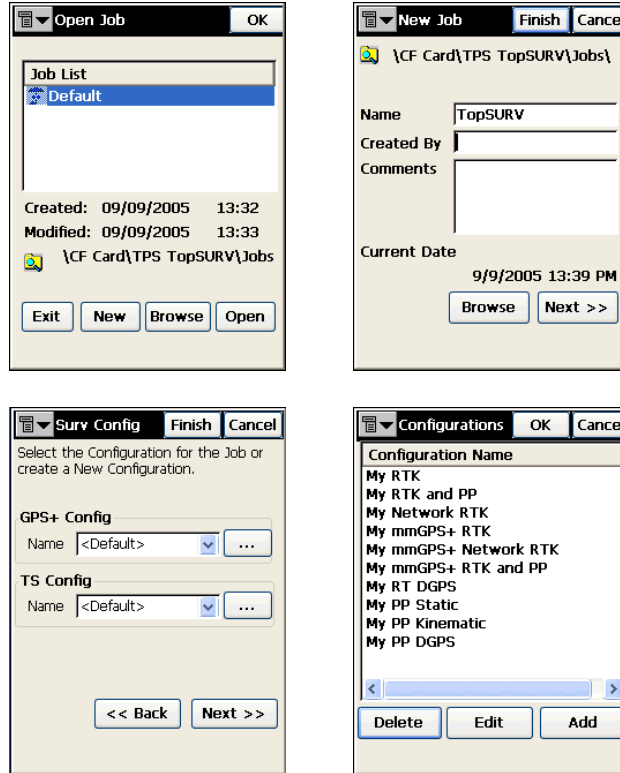 Open Job OK
Job List
Default
Created: 09/09/2005 13:32
Modified: 09/09/2005 13:33
\CF Card\TPS TopSURV\Jobs
Exit New Browse Open
New Job Finish Cance
\CF Card\TPS TopSURV\Jobs\
Name TopSURV
Created By
Comments
Current Date
9/9/2005 13:39 PM
Browse Next >>
Surv Config Finish Cancel
Select the Configuration for the Job or
create a New Configuration.
GPS+ Config
Name <Default> ...
TS Config
Name <Default> ...
<< Back Next >>
Configurations OK Cance
Configuration Name
My RTK
My RTK and PP
My Network RTK
My mmGPS+ RTK
My mmGPS+ Network RTK
My mmGPS+ RTK and PP
My RT DGPS
My PP Static
My PP Kinematic
My PP DGPS
Delete Edit Add